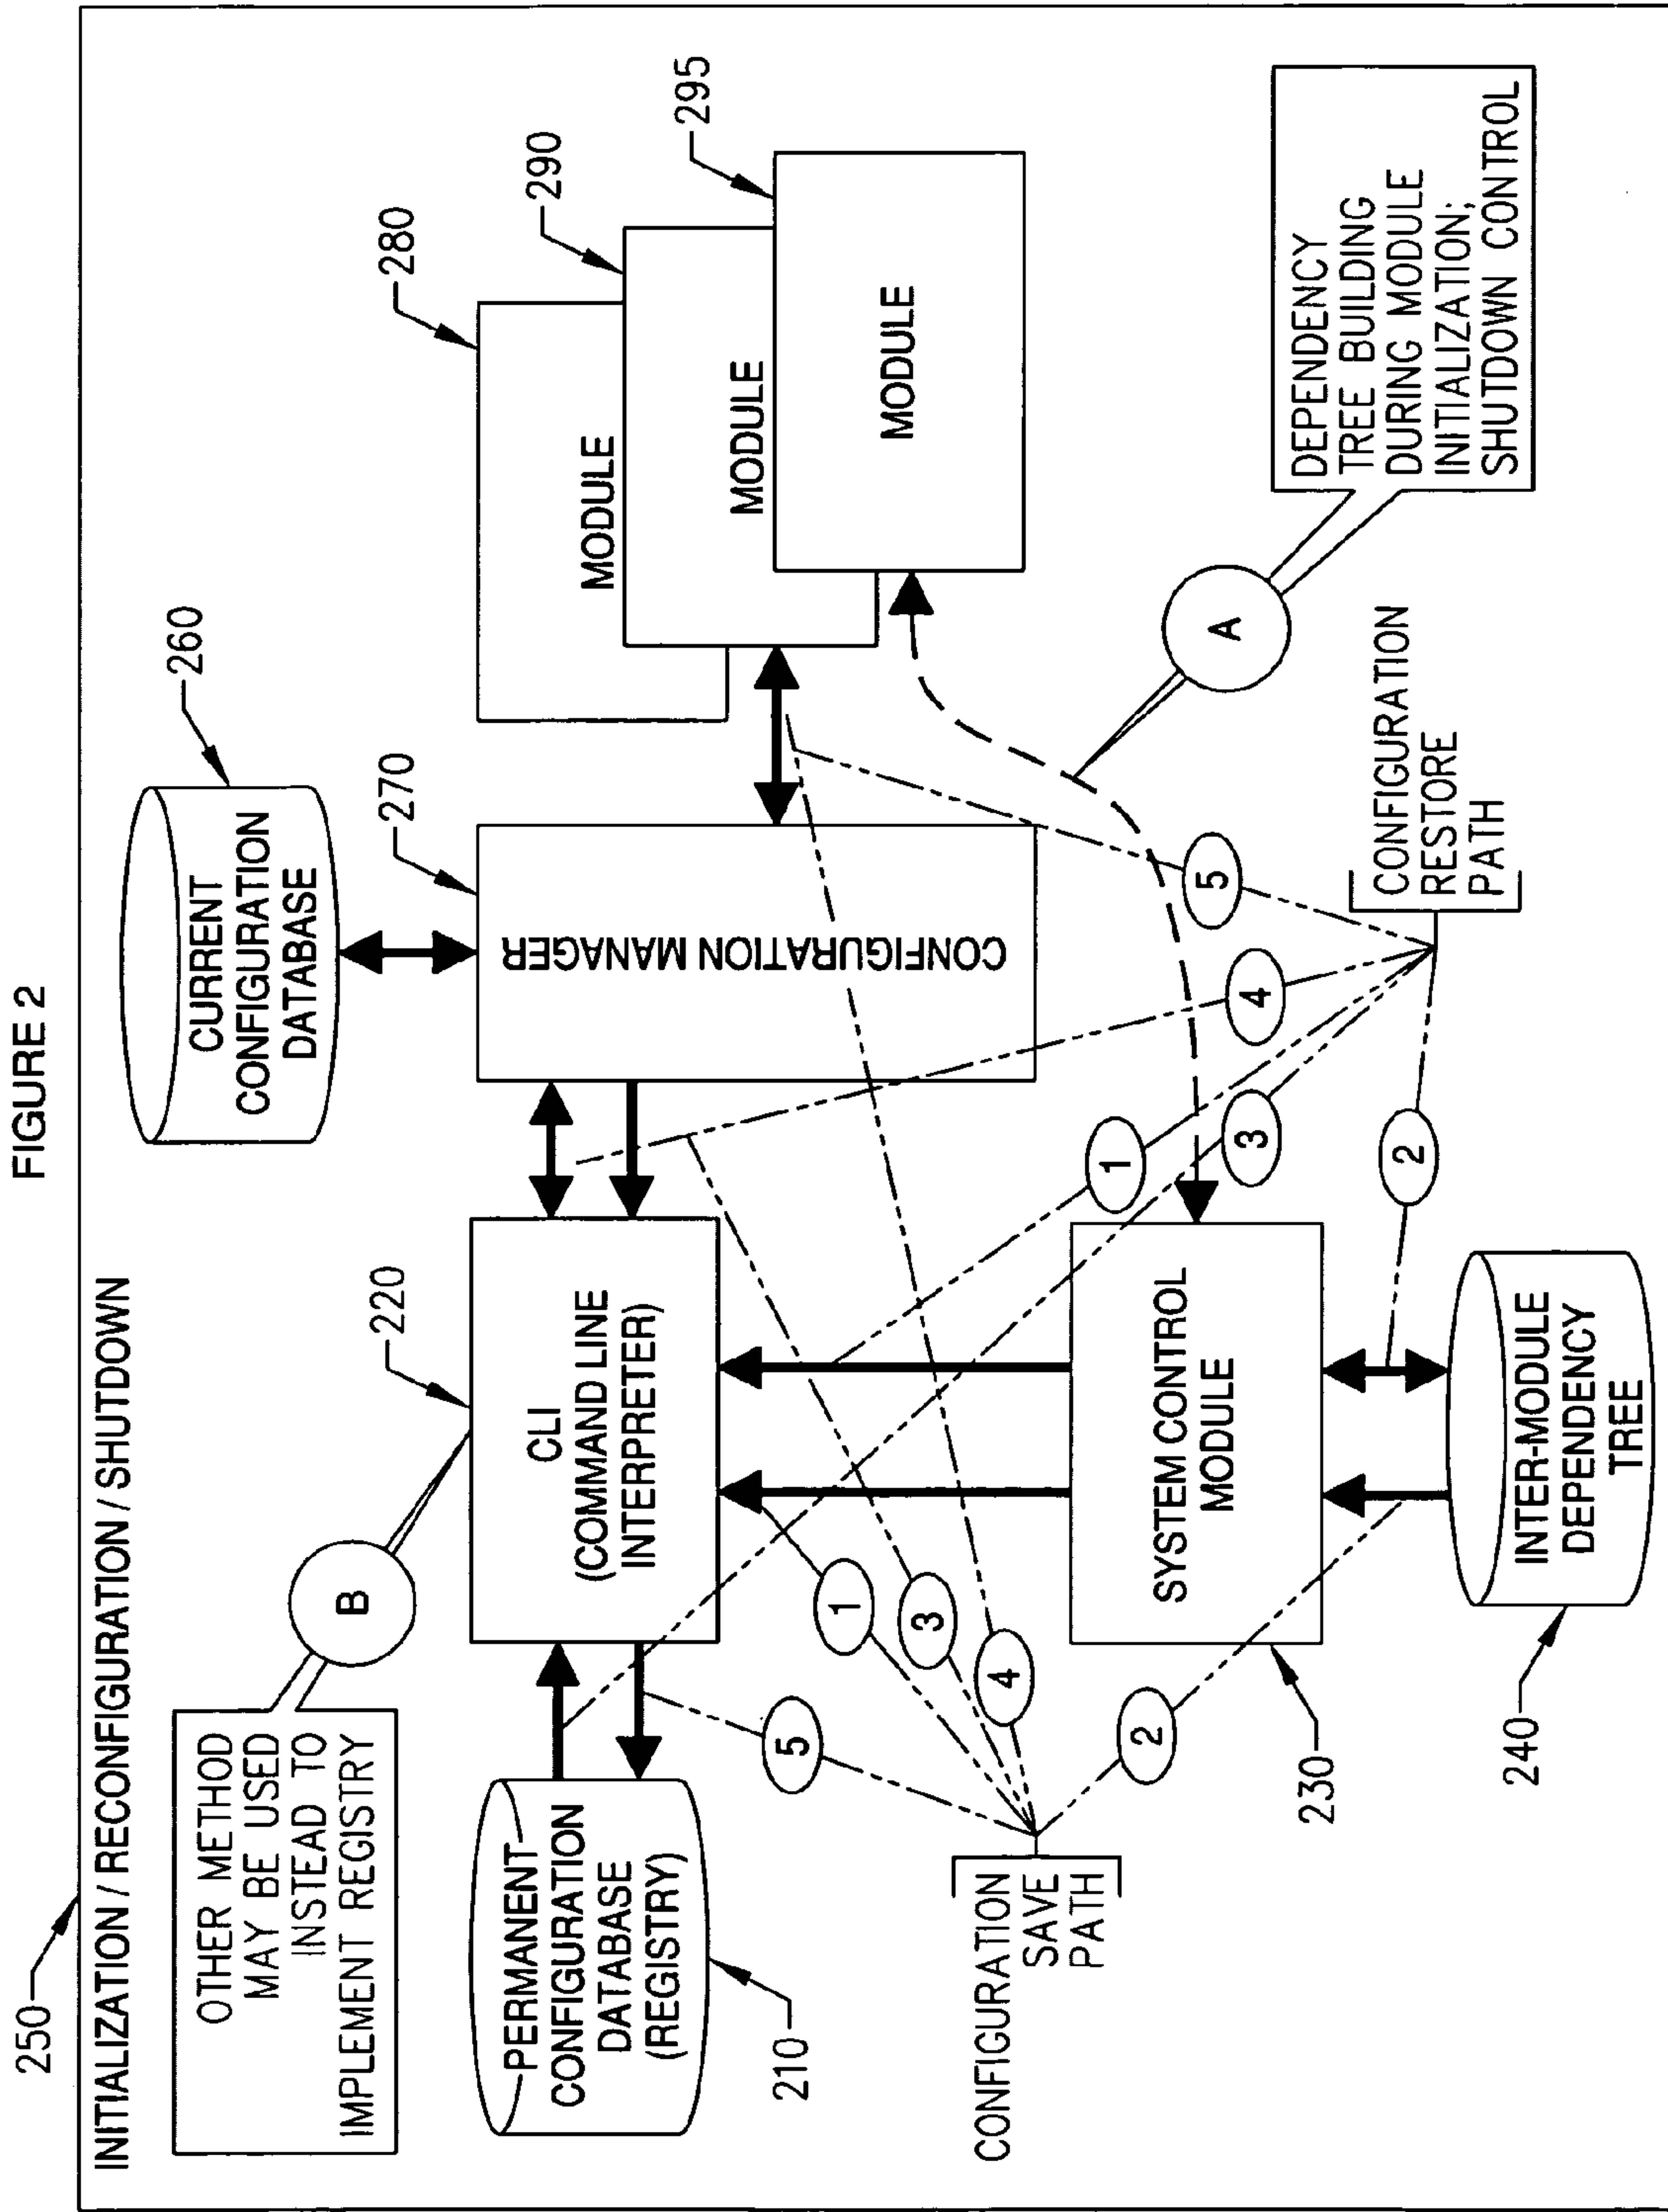 FIGURE 2
250
INITIALIZATION / RECONFIGURATION / SHUTDOWN
OTHER METHOD
MAY BE USED
INSTEAD TO
IMPLEMENT REGISTRY
B
220
CURRENT
CONFIGURATION
DATABASE
260
270
280
290
295
PERMANENT
CONFIGURATION
DATABASE
(REGISTRY)
210
CLI
(COMMAND LINE
INTERPRETER)
CONFIGURATION MANAGER
MODULE
MODULE
MODULE
5
1
3
4
2
CONFIGURATION
SAVE
PATH
SYSTEM CONTROL
MODULE
230
INTER-MODULE
DEPENDENCY
TREE
240
1
3
2
4
5
CONFIGURATION
RESTORE
PATH
A
DEPENDENCY
TREE BUILDING
DURING MODULE
INITIALIZATION;
SHUTDOWN CONTROL